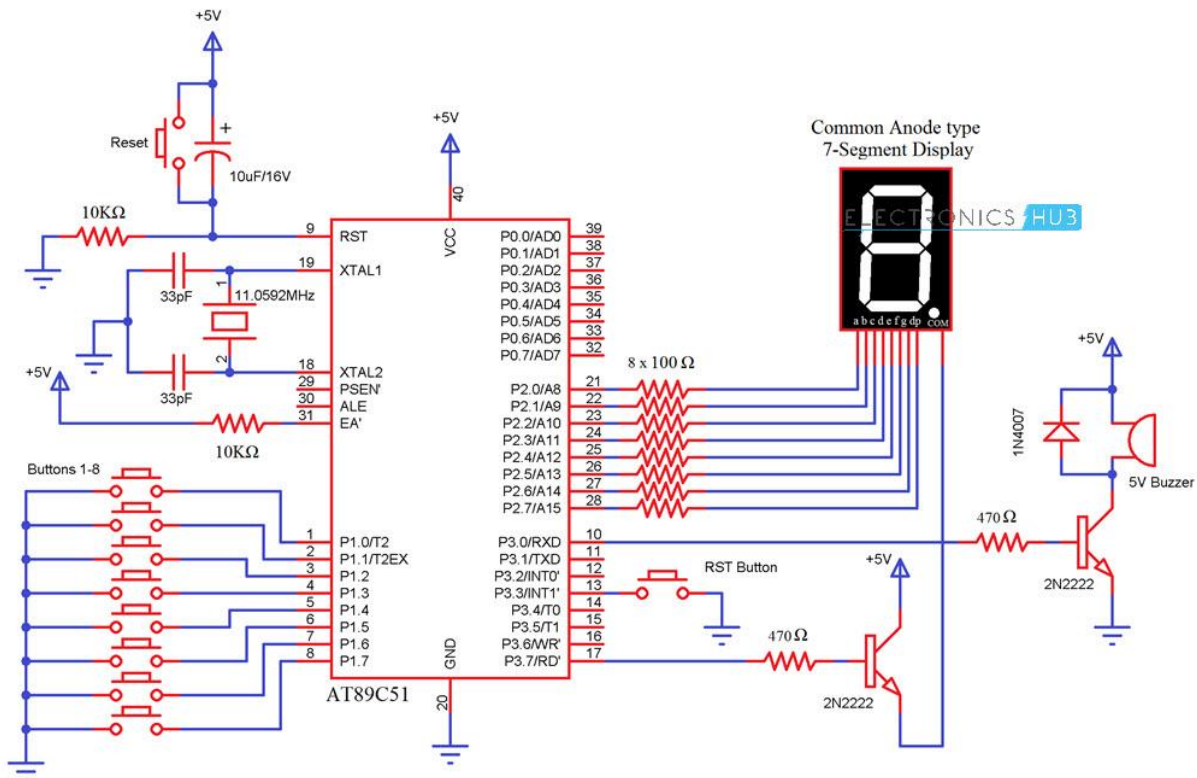 +5V
Reset
+
10uF/16V
10KΩ
33pF
1
11.0592MHz
2
33pF
+5V
10KΩ
Buttons 1-8
+5V
40
VCC
9 RST
19 XTAL1
18 XTAL2
29 PSEN'
30 ALE
31 EA'
1 P1.0/T2
2 P1.1/T2EX
3 P1.2
4 P1.3
5 P1.4
6 P1.5
7 P1.6
8 P1.7
P0.0/AD0 39
P0.1/AD1 38
P0.2/AD2 37
P0.3/AD3 36
P0.4/AD4 35
P0.5/AD5 34
P0.6/AD6 33
P0.7/AD7 32
P2.0/A8 21
P2.1/A9 22
P2.2/A10 23
P2.3/A11 24
P2.4/A12 25
P2.5/A13 26
P2.6/A14 27
P2.7/A15 28
P3.0/RXD 10
P3.1/TXD 11
P3.2/INT0' 12
P3.3/INT1' 13
P3.4/T0 14
P3.5/T1 15
P3.6/WR' 16
P3.7/RD' 17
GND
20
AT89C51
8 x 100 Ω
Common Anode type
7-Segment Display
ELECTRONICS HUB
a b c d e f g dp COM
+5V
1N4007
5V Buzzer
470Ω
2N2222
RST Button
+5V
470Ω
2N2222